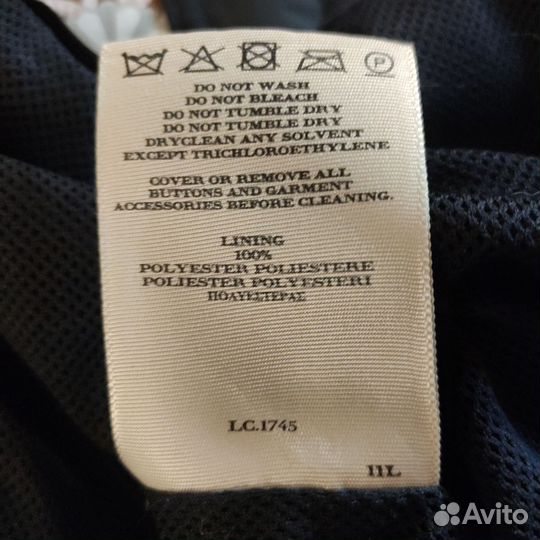 P
DO NOT WASH
DO NOT BLEACH
DO NOT TUMBLE DRY
DO NOT TUMBLE DRY
DRYCLEAN ANY SOLVENT
EXCEPT TRICHLOROETHYLENE
COVER OR REMOVE ALL
BUTTONS AND GARMENT
ACCESSORIES BEFORE CLEANING.
LINING
100%
POLYESTER POLIESTERE
POLIESTER POLYESTERI
ΠΟΛΥΕΣΤΕΡΑΣ
LC.1745
11L
Avito